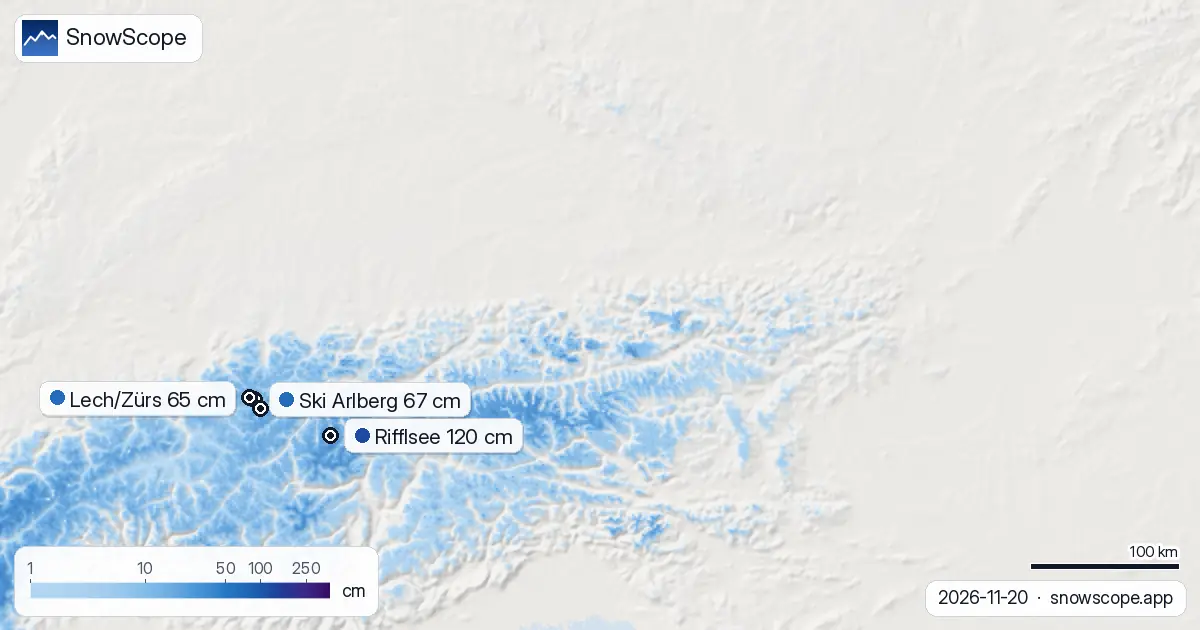 SnowScope
Lech/Zürs 65 cm
Ski Arlberg 67 cm
Rifflsee 120 cm
1 10 50 100 250
cm
100 km
2026-11-20 · snowscope.app